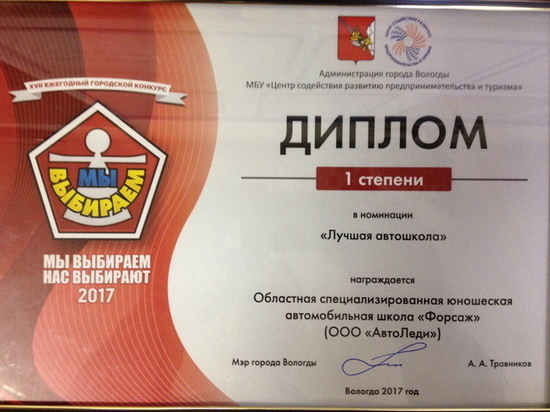 XVII ЕЖЕГОДНЫЙ ГОРОДСКОЙ КОНКУРС
МЫ
ВЫБИРАЕМ
МЫ ВЫБИРАЕМ
НАС ВЫБИРАЮТ
2017
Администрация города Вологды
МБУ «Центр содействия развитию предпринимательства и туризма»
ДИПЛОМ
1 степени
в номинации
«Лучшая автошкола»
награждается
Областная специализированная юношеская
автомобильная школа «Форсаж»
(ООО «АвтоЛеди»)
Мэр города Вологды
А. А. Травников
Вологда 2017 год